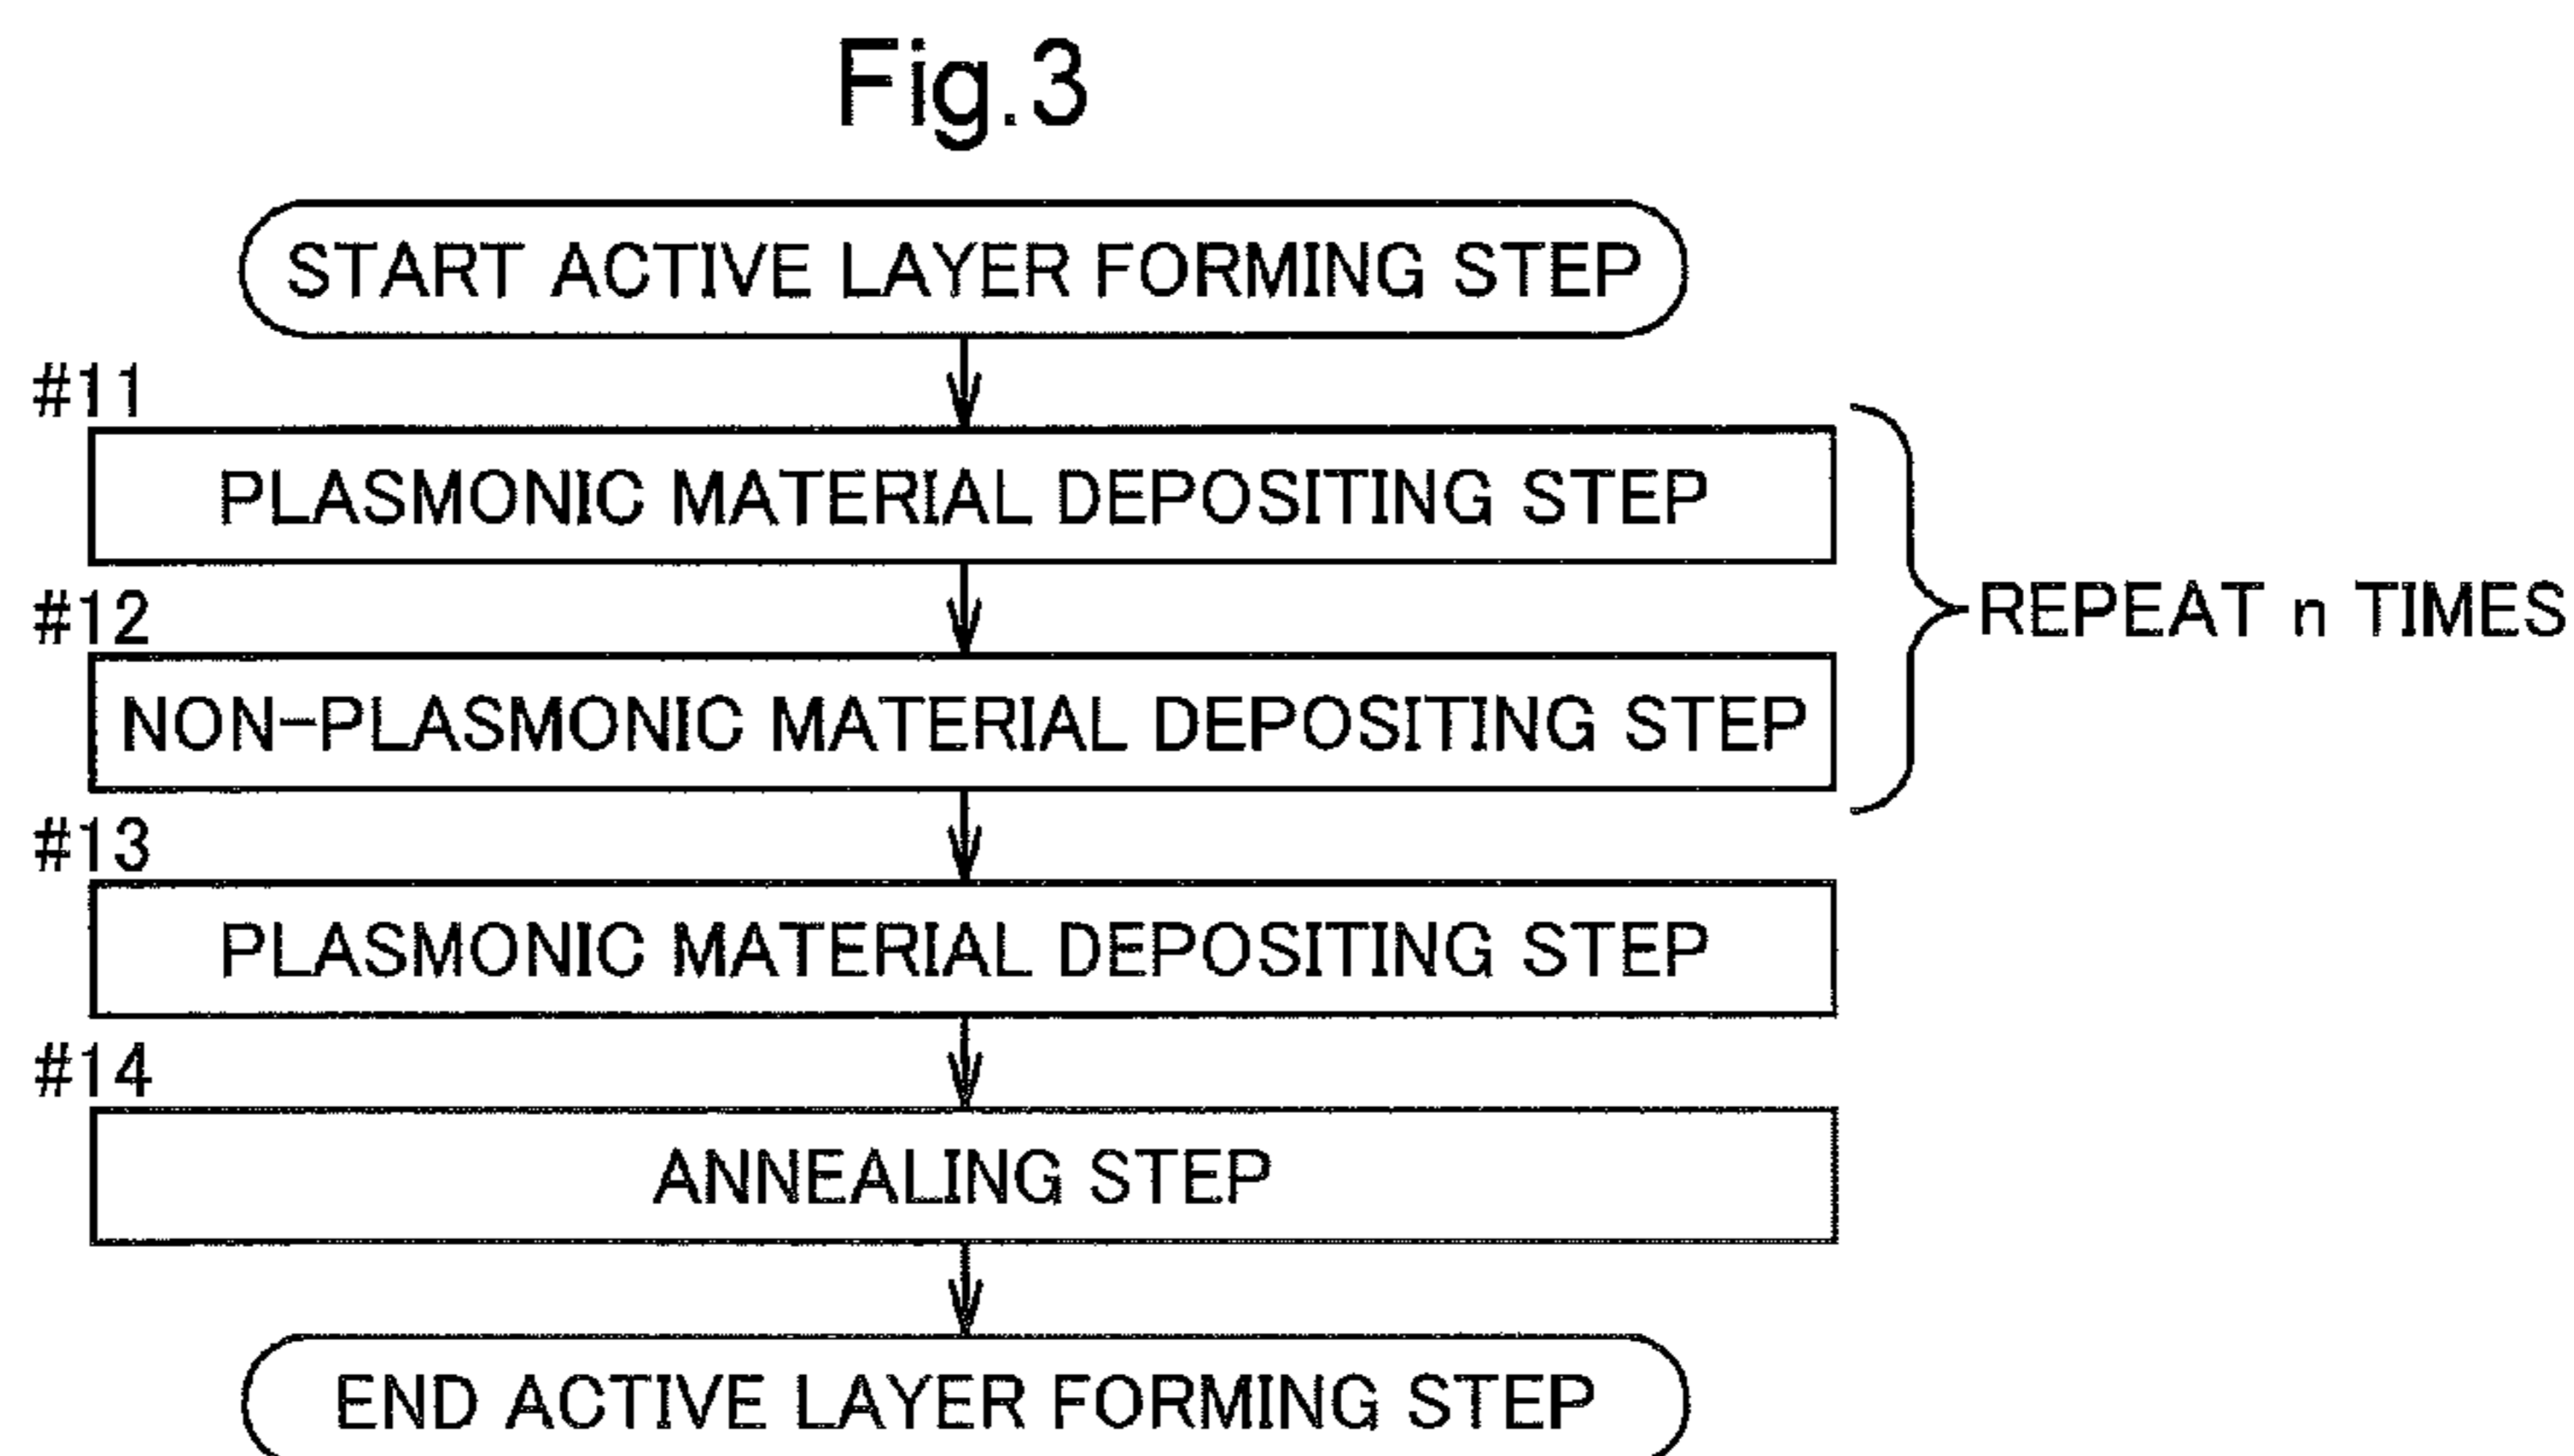 Fig.3
START ACTIVE LAYER FORMING STEP
#11
PLASMONIC MATERIAL DEPOSITING STEP
#12
REPEAT n TIMES
NON-PLASMONIC MATERIAL DEPOSITING STEP
#13
PLASMONIC MATERIAL DEPOSITING STEP
#14
ANNEALING STEP
END ACTIVE LAYER FORMING STEP